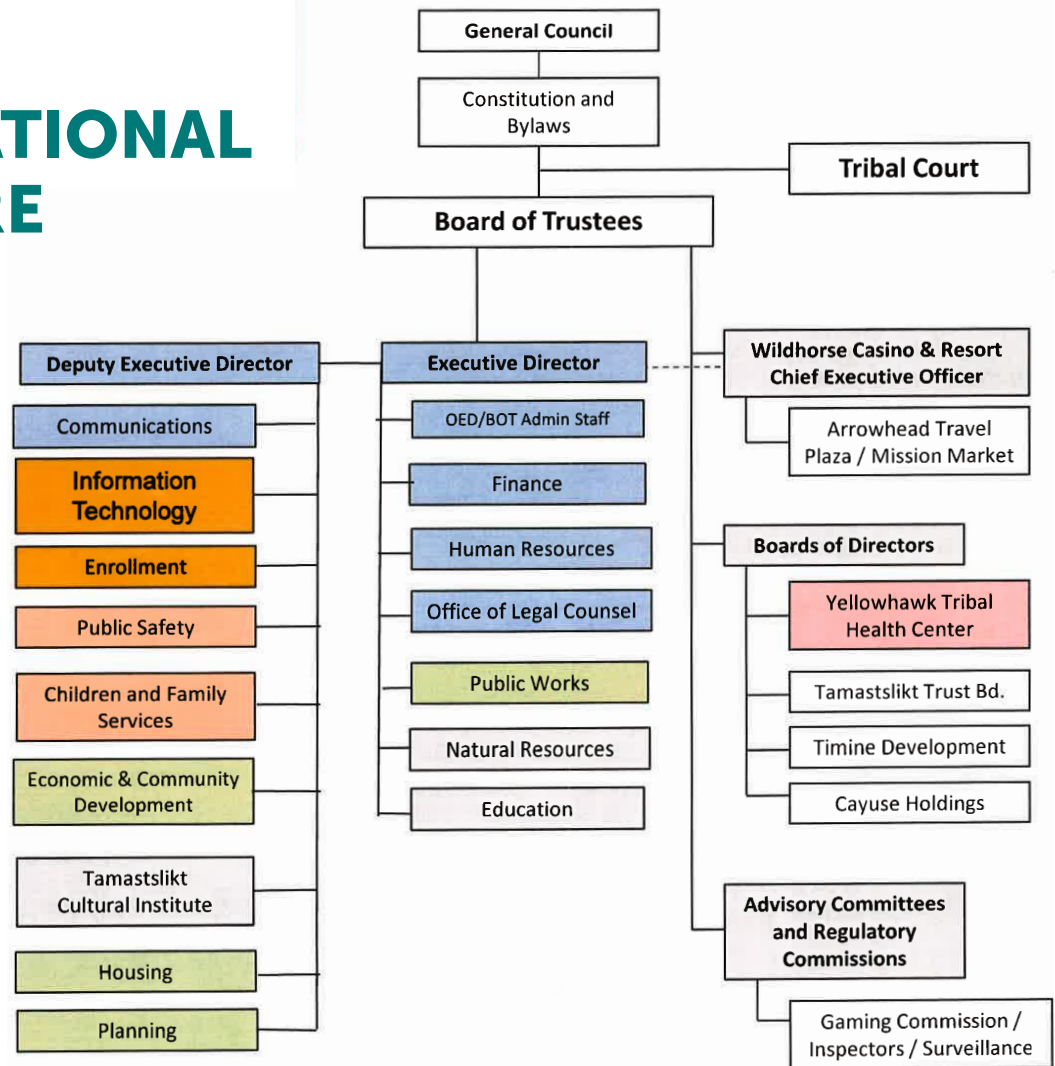 General Council
Constitution and
Bylaws
ATIONAL
RE
Tribal Court
Board of Trustees
Deputy Executive Director
Communications
Information
Technology
Enrollment
Public Safety
Children and Family
Services
Economic & Community
Development
Tamastslikt
Cultural Institute
Housing
Planning
Executive Director
OED/BOT Admin Staff
Finance
Human Resources
Office of Legal Counsel
Public Works
Natural Resources
Education
Wildhorse Casino & Resort
Chief Executive Officer
Arrowhead Travel
Plaza / Mission Market
Boards of Directors
Yellowhawk Tribal
Health Center
Tamastslikt Trust Bd.
Timine Development
Cayuse Holdings
Advisory Committees
and Regulatory
Commissions
Gaming Commission /
Inspectors / Surveillance